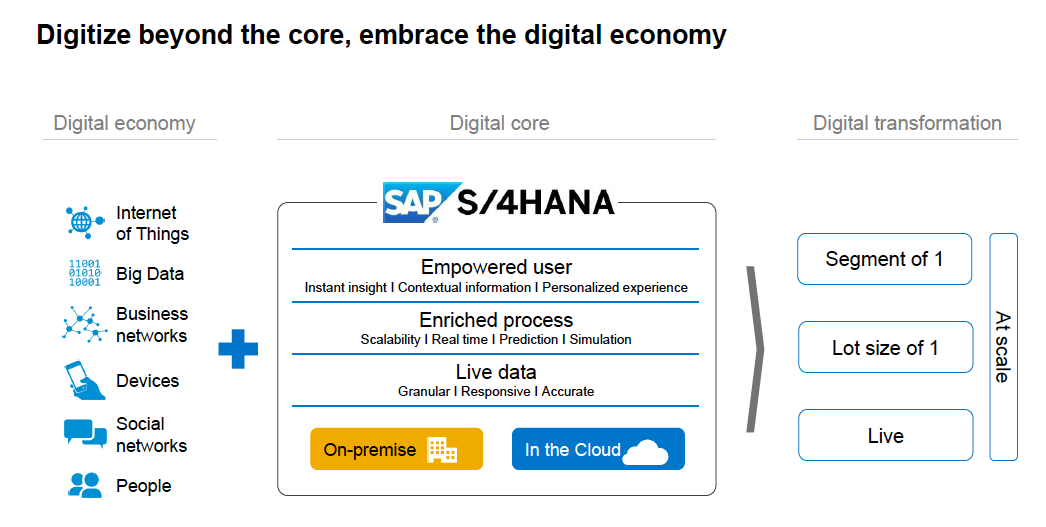 Digitize beyond the core, embrace the digital economy
Digital economy
Internet
of Things
11001
01010
10001
Big Data
Business
networks
Devices
Social
networks
People
Digital core
SAP® S/4HANA
Empowered user
Instant insight I Contextual information I Personalized experience
Enriched process
Scalability I Real time I Prediction I Simulation
Live data
Granular I Responsive I Accurate
On-premise
In the Cloud
Digital transformation
Segment of 1
Lot size of 1
Live
At scale